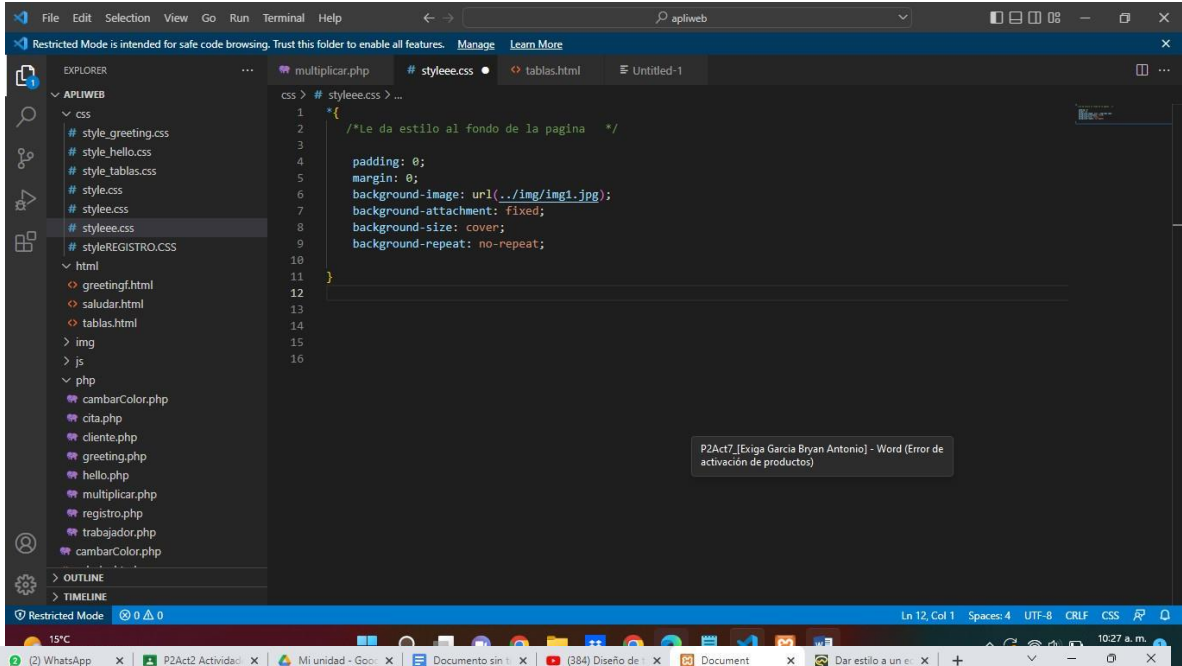 File Edit Selection View Go Run Terminal Help apliweb
Restricted Mode is intended for safe code browsing. Trust this folder to enable all features. Manage Learn More
EXPLORER ...
multiplicar.php # styleee.css tablas.html Untitled-1
APLIWEB
css > # styleee.css > ...
css
# style_greeting.css
# style_hello.css
# style_tablas.css
# style.css
# stylee.css
# styleee.css
# styleREGISTRO.CSS
html
greetingf.html
saludar.html
tablas.html
img
js
php
cambarColor.php
cita.php
cliente.php
greeting.php
hello.php
multiplicar.php
registro.php
trabajador.php
cambarColor.php
OUTLINE
TIMELINE
1 *{
2 /*Le da estilo al fondo de la pagina */
3
4 padding: 0;
5 margin: 0;
6 background-image: url(../img/img1.jpg);
7 background-attachment: fixed;
8 background-size: cover;
9 background-repeat: no-repeat;
10
11 }
12
13
14
15
16
P2Act7_[Exiga Garcia Bryan Antonio] - Word (Error de
activación de productos)
Restricted Mode 0 0 Ln 12, Col 1 Spaces: 4 UTF-8 CRLF CSS
15°C 10:27 a. m.
(2) WhatsApp P2Act2 Actividad Mi unidad - Goo Documento sin t (384) Diseño de t Document Dar estilo a un e